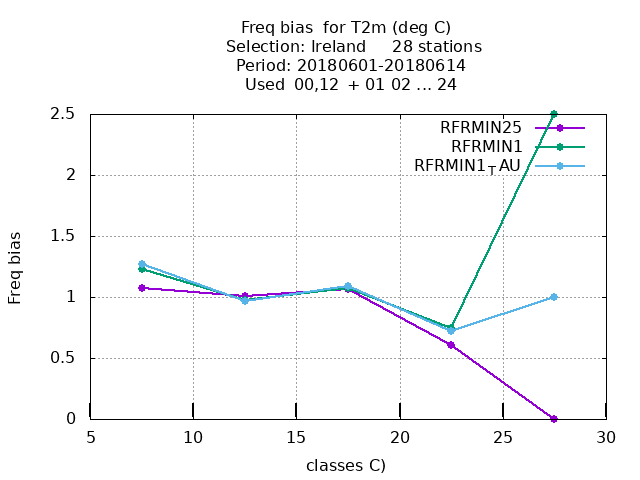 Freq bias  for T2m (deg C)
Selection: Ireland     28 stations
Period: 20180601-20180614
Used  00,12  + 01 02 ... 24
RFRMIN25
RFRMIN1
RFRMIN1TAU
2.5
2
1.5
1
0.5
0
Freq bias
5 10 15 20 25 30
classes C)